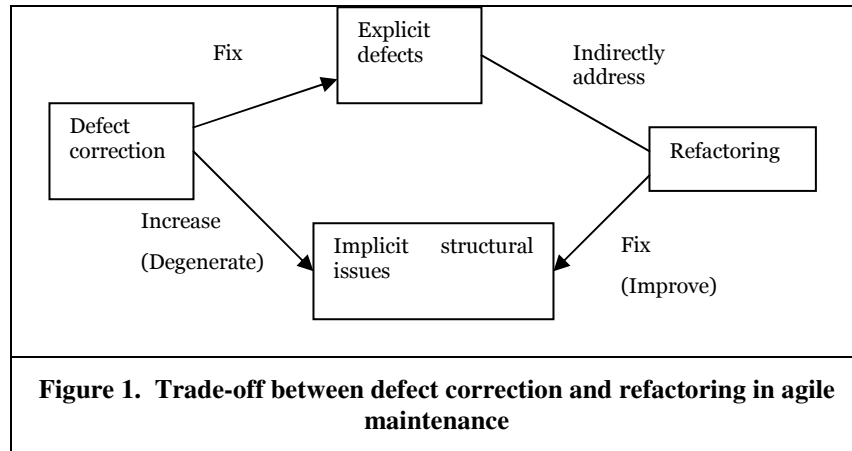 Explicit
defects
Fix
Indirectly
address
Defect
correction
Refactoring
Increase
(Degenerate)
Implicit structural
issues
Fix
(Improve)
Figure 1. Trade-off between defect correction and refactoring in agile
maintenance